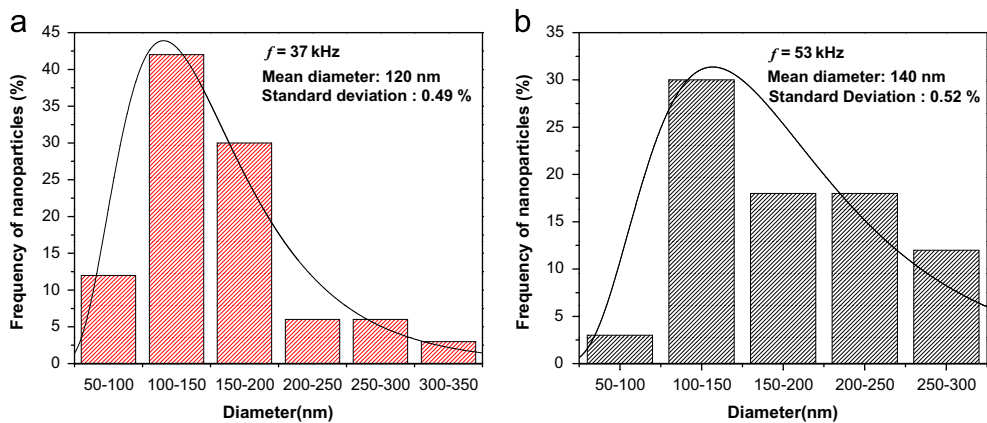 a
f = 37 kHz
Mean diameter: 120 nm
Standard deviation : 0.49 %
Frequency of nanoparticles (%)
45
40
35
30
25
20
15
10
5
0
50-100 100-150 150-200 200-250 250-300 300-350
Diameter(nm)
b
f = 53 kHz
Mean diameter: 140 nm
Standard Deviation : 0.52 %
Frequency of nanoparticles (%)
35
30
25
20
15
10
5
0
50-100 100-150 150-200 200-250 250-300
Diameter(nm)